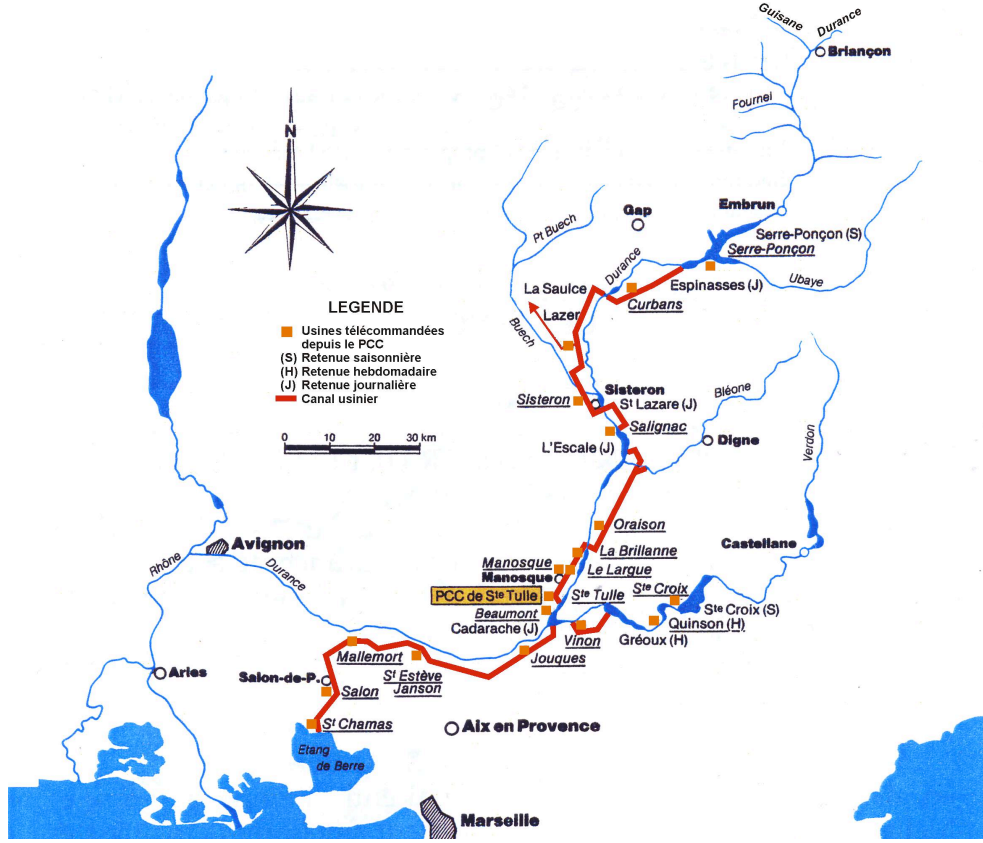 Guisane
Durance
Briançon
Fournel
N
Embrun
Gap
Pt Buech
Serre-Ponçon (S)
Serre-Ponçon
Durance
Espinasses (J)
Ubaye
La Saulce
Curbans
Lazer
Buech
LEGENDE
Usines télécommandées
depuis le PCC
(S) Retenue saisonnière
(H) Retenue hebdomadaire
(J) Retenue journalière
Canal usinier
0 10 20 30 km
Sisteron
Sisteron
St Lazare (J)
Bléone
Salignac
L'Escale (J)
Digne
Verdon
Oraison
Avignon
Castellane
La Brillanne
Rhône
Durance
Manosque
Manosque
Le Largue
PCC de Ste Tulle
Ste Tulle
Ste Croix
Ste Croix (S)
Beaumont
Cadarache (J)
Quinson (H)
Vinon
Gréoux (H)
Mallemort
Jouques
Arles
Salon-de-P.
St Estève
Janson
Salon
St Chamas
Aix en Provence
Etang
de Berre
Marseille